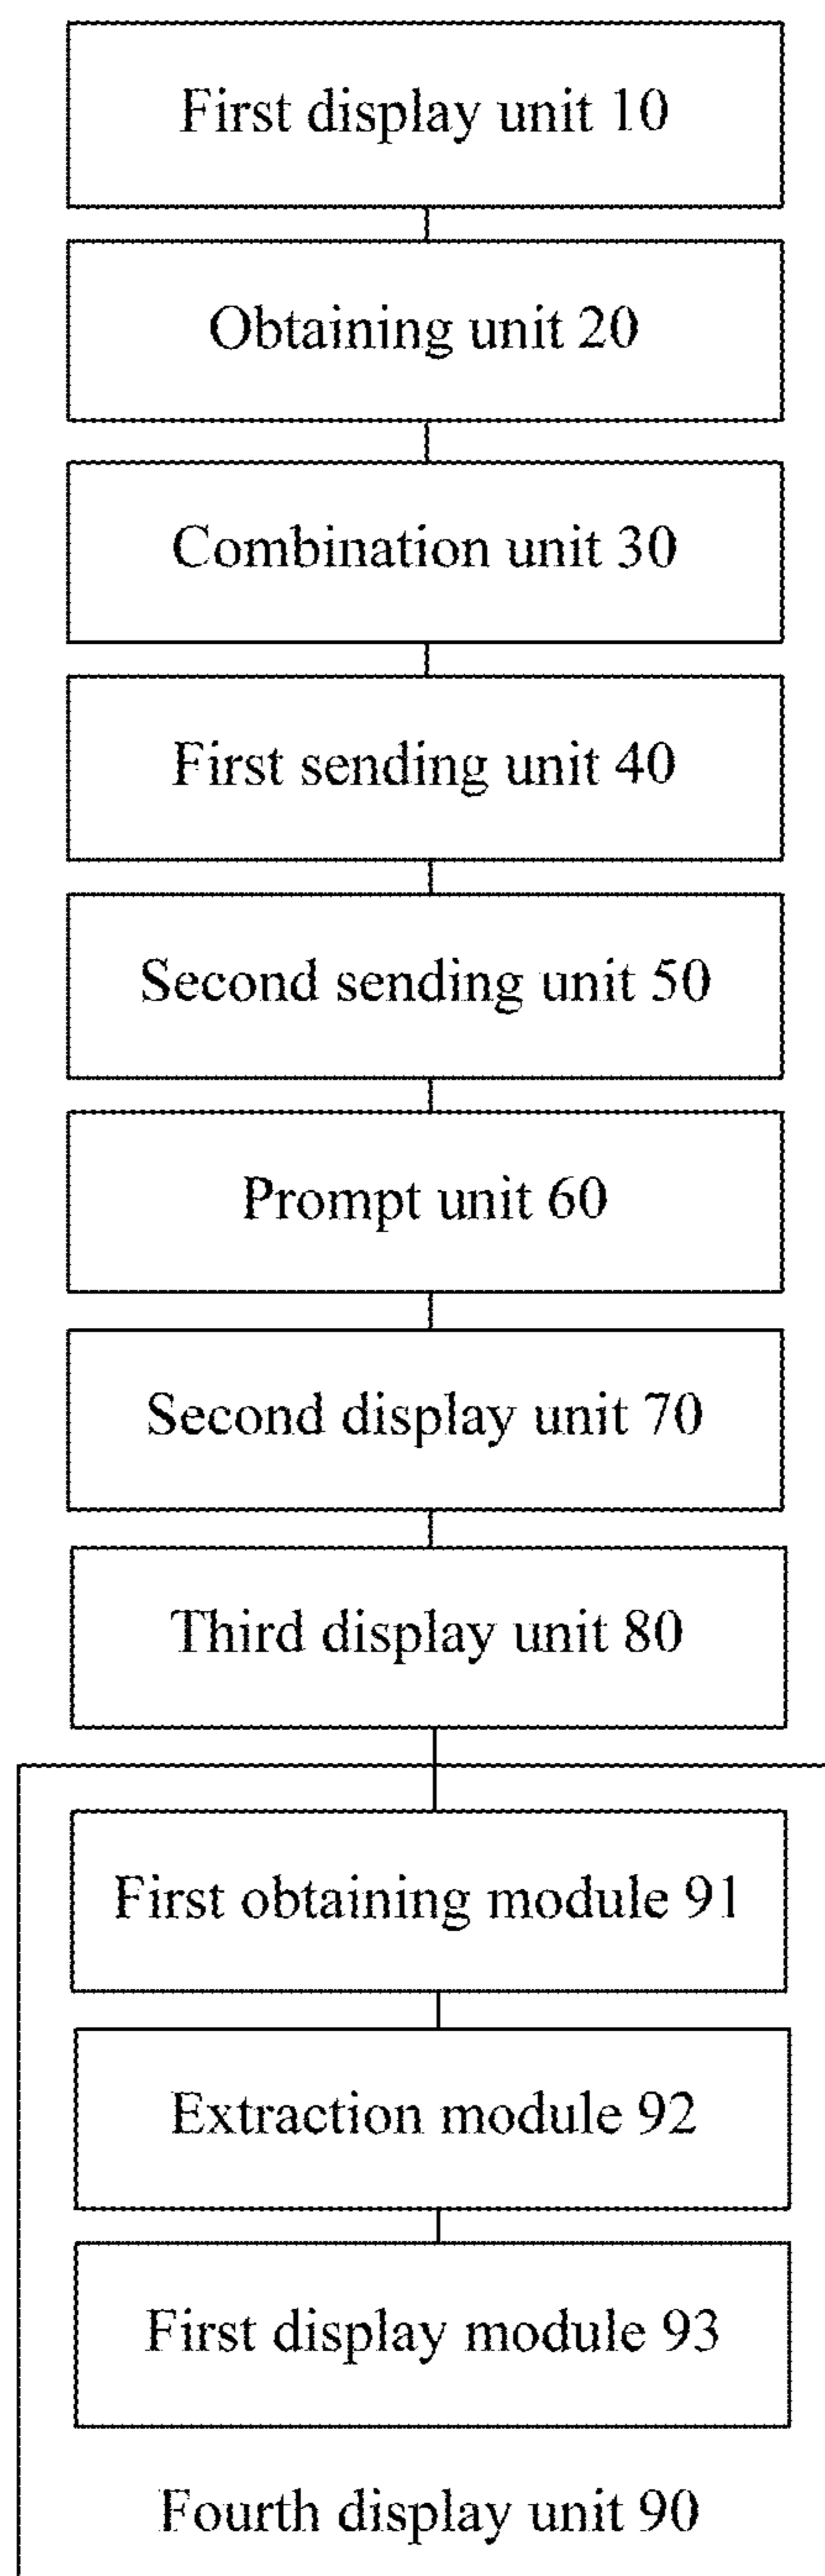 First display unit 10
Obtaining unit 20
Combination unit 30
First sending unit 40
Second sending unit 50
Prompt unit 60
Second display unit 70
Third display unit 80
First obtaining module 91
Extraction module 92
First display module 93
Fourth display unit 90